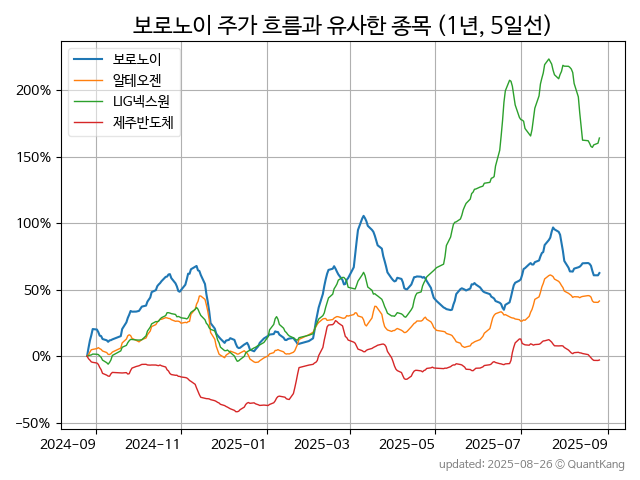 보로노이 주가 흐름과 유사한 종목 (1년, 5일선)
보로노이
알테오젠
LIG넥스원
제주반도체
200%
150%
100%
50%
0%
−50%
2024-09 2024-11 2025-01 2025-03 2025-05 2025-07 2025-09
updated: 2025-08-26 © QuantKang